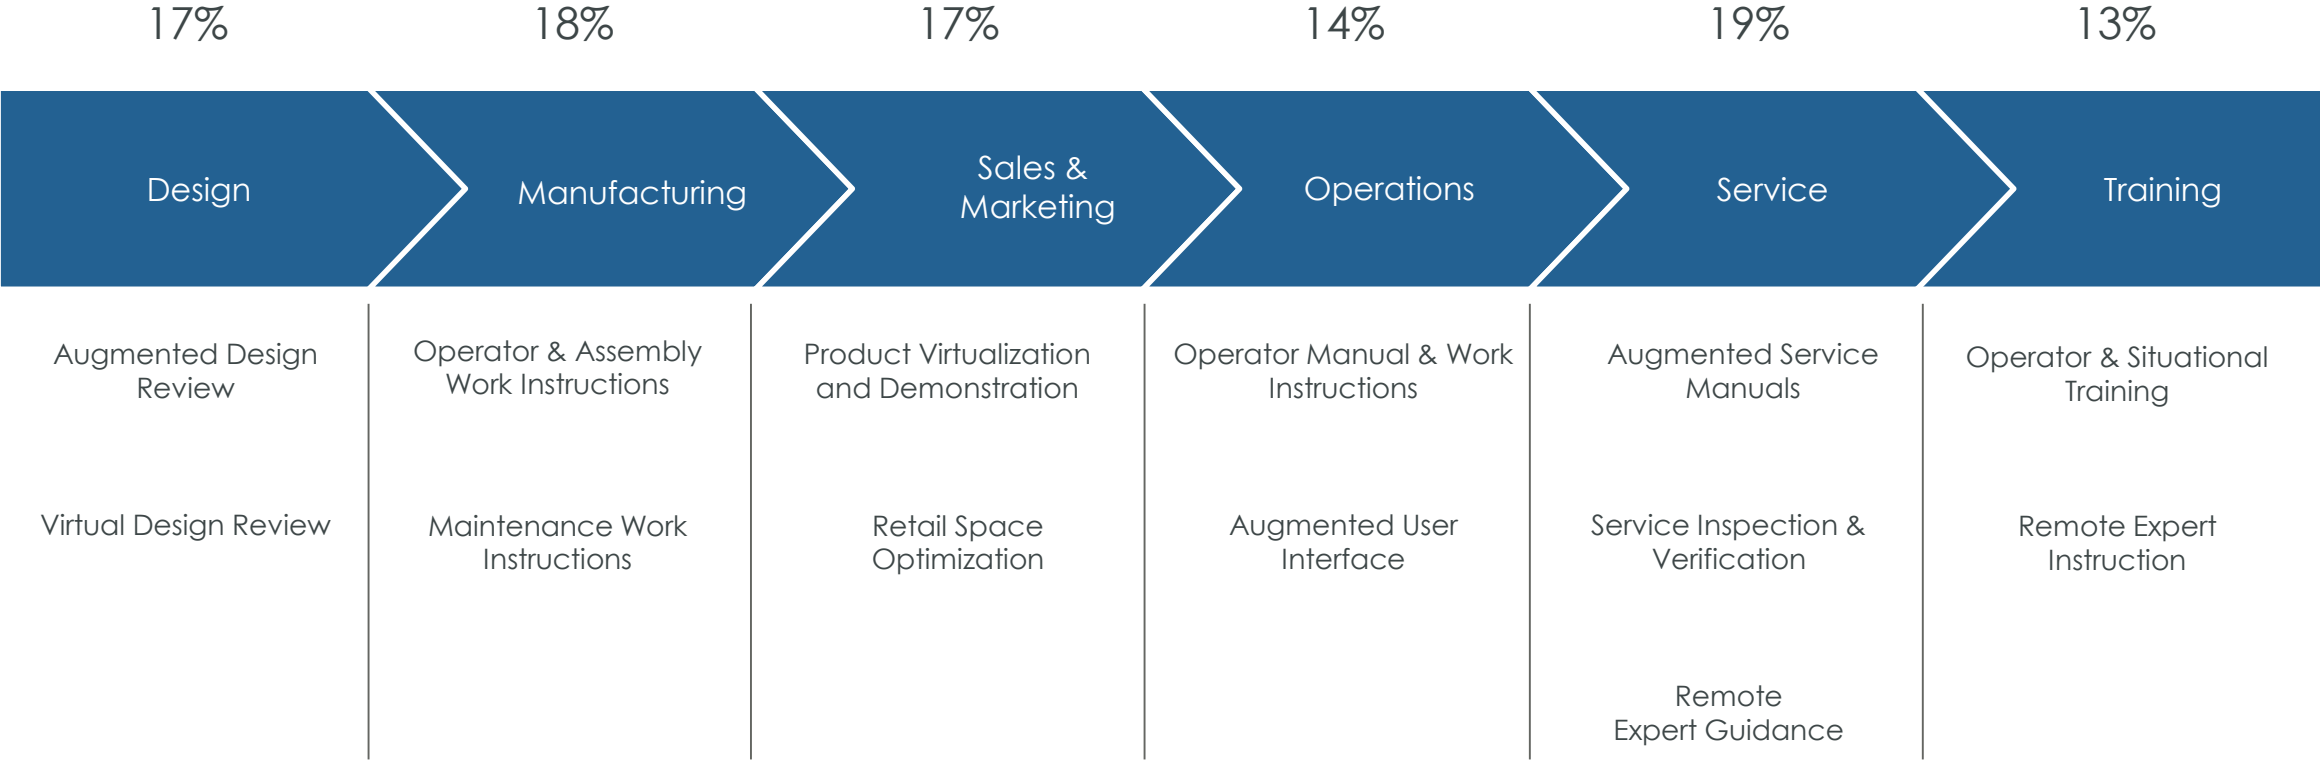 17%
18%
17%
14%
19%
13%
Design
Manufacturing
Sales &
Marketing
Operations
Service
Training
Augmented Design
Review
Virtual Design Review
Operator & Assembly
Work Instructions
Maintenance Work
Instructions
Product Virtualization
and Demonstration
Retail Space
Optimization
Operator Manual & Work
Instructions
Augmented User
Interface
Augmented Service
Manuals
Service Inspection &
Verification
Remote
Expert Guidance
Operator & Situational
Training
Remote Expert
Instruction